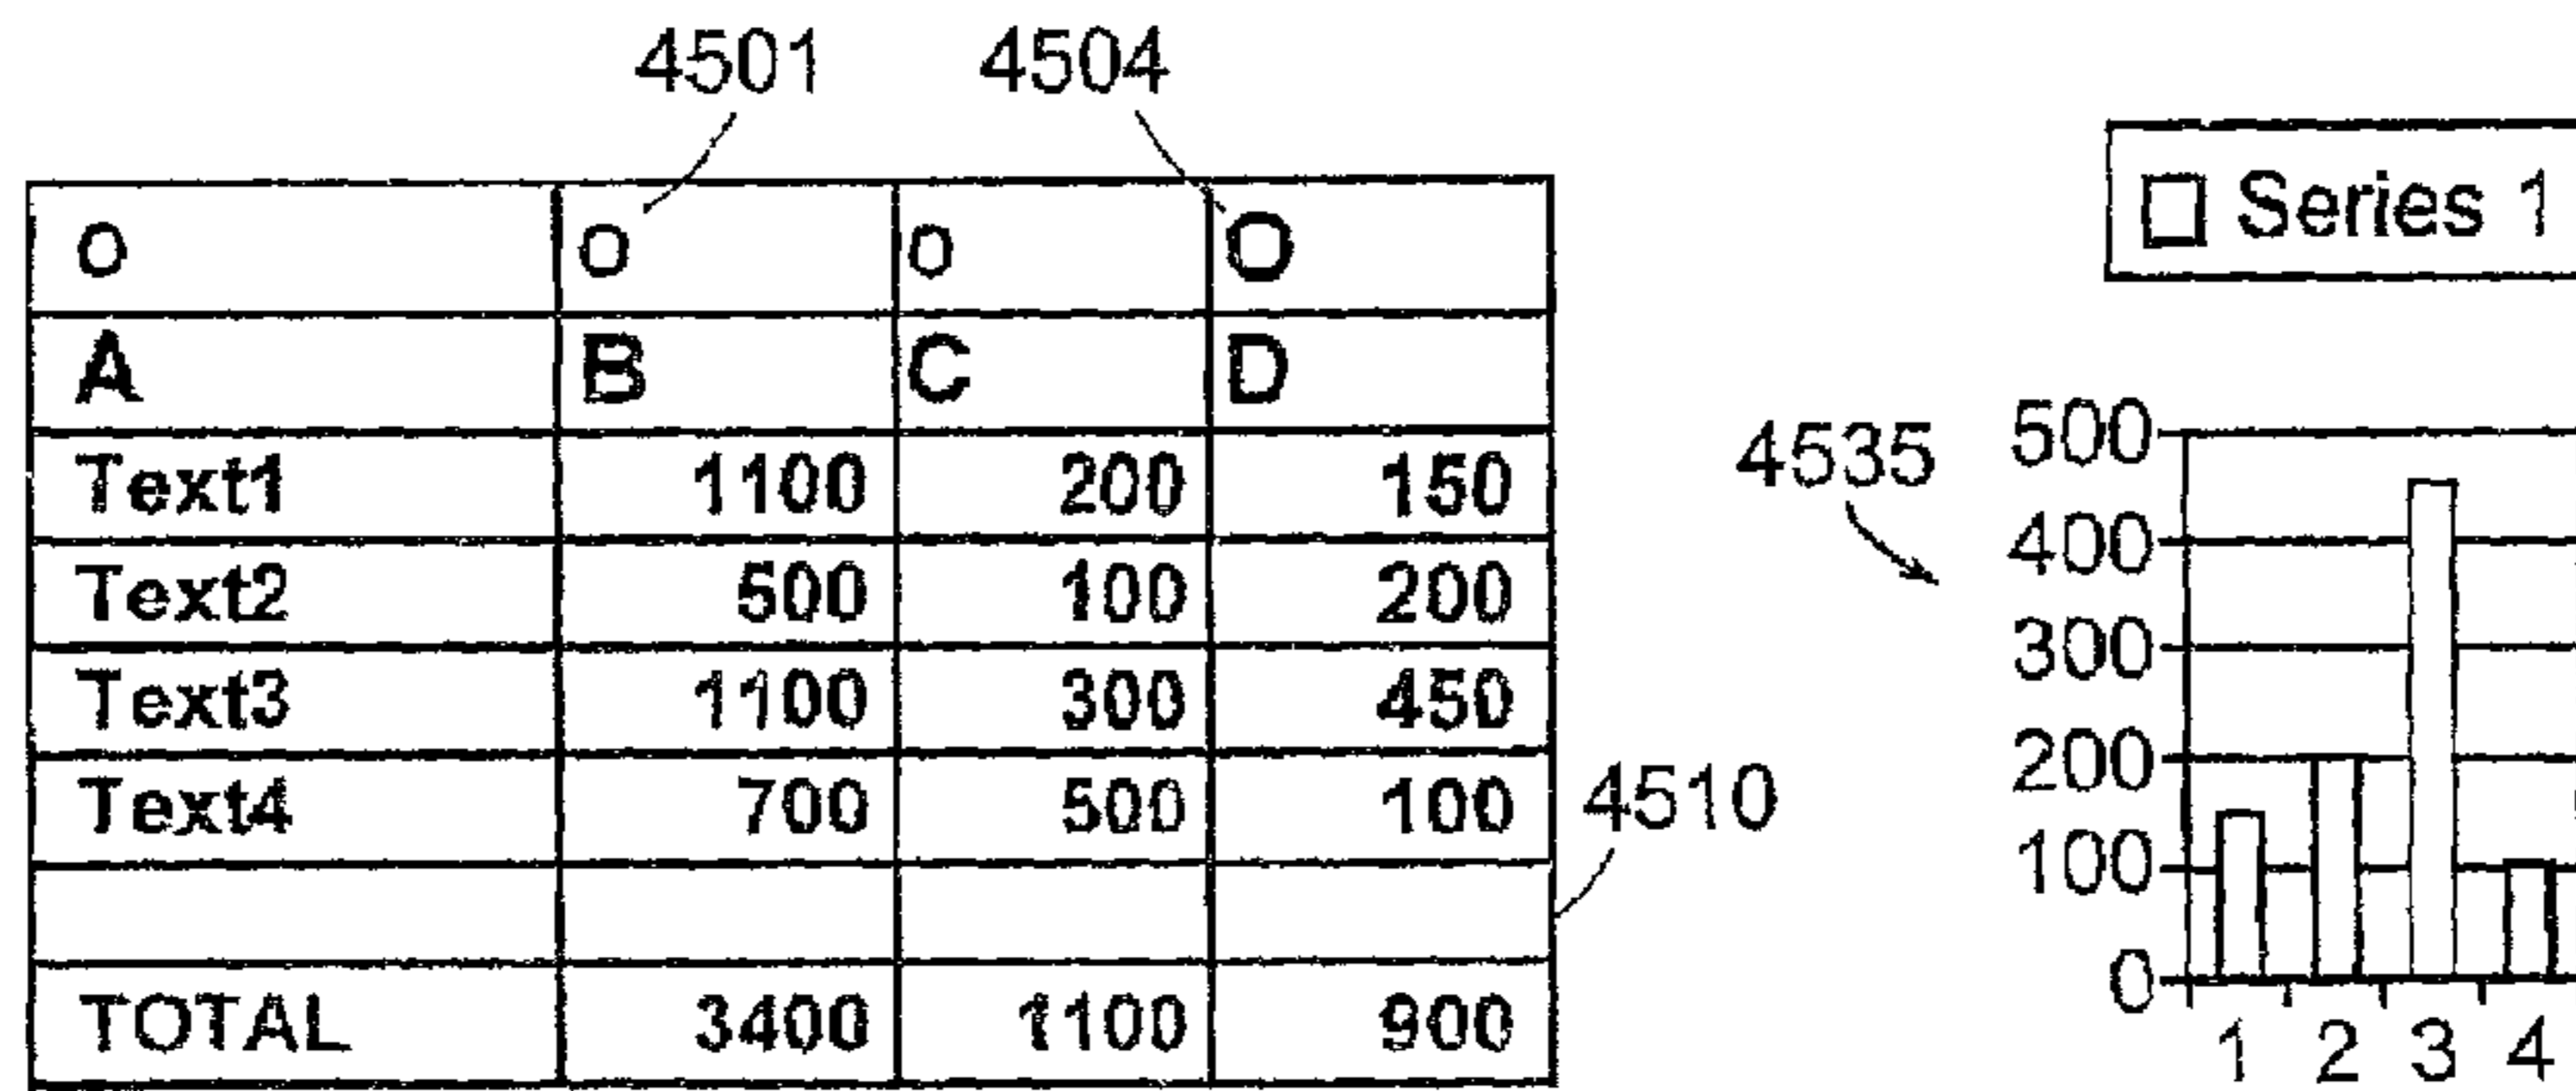 4501 4504
o o o O
A B C D
Text1 1100 200 150
Text2 500 100 200
Text3 1100 300 450
Text4 700 500 100
TOTAL 3400 1100 900
4510
Series 1
4535
500
400
300
200
100
0
1 2 3 4